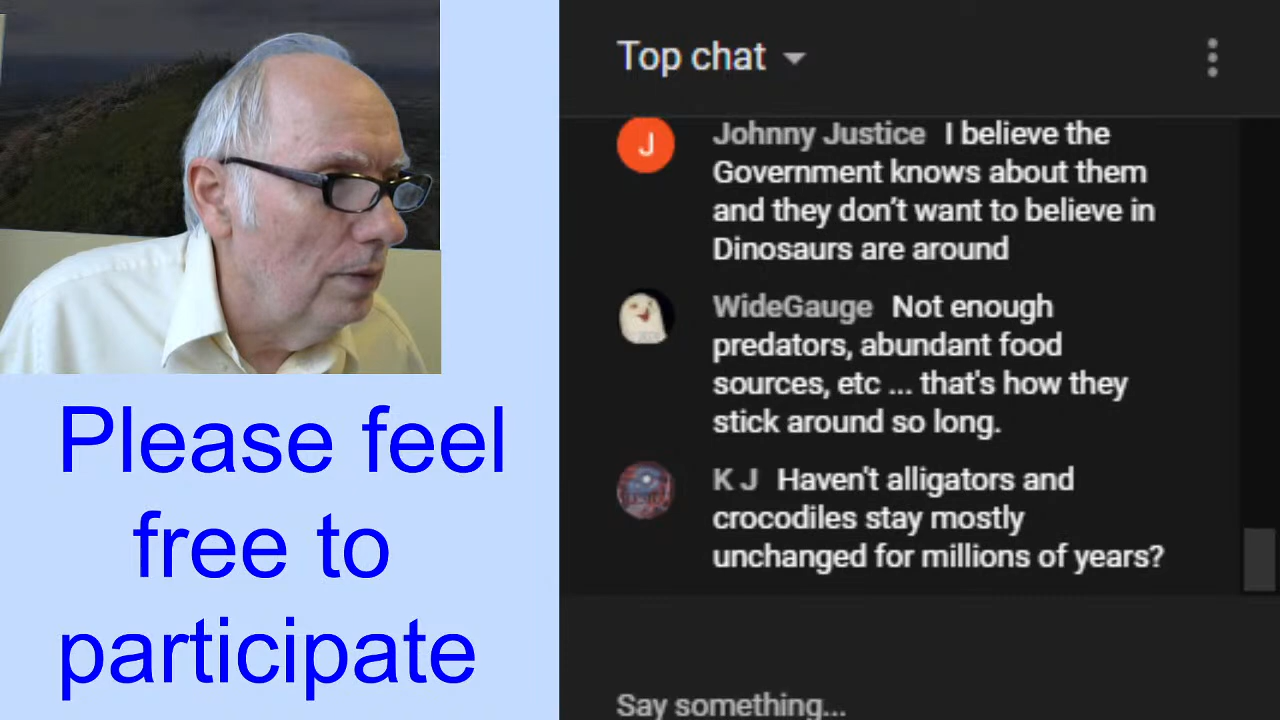 Please feel
free to
participate
Top chat
J
Johnny Justice I believe the
Government knows about them
and they don't want to believe in
Dinosaurs are around
WideGauge Not enough
predators, abundant food
sources, etc ... that's how they
stick around so long.
K J Haven't alligators and
crocodiles stay mostly
unchanged for millions of years?
Say something...